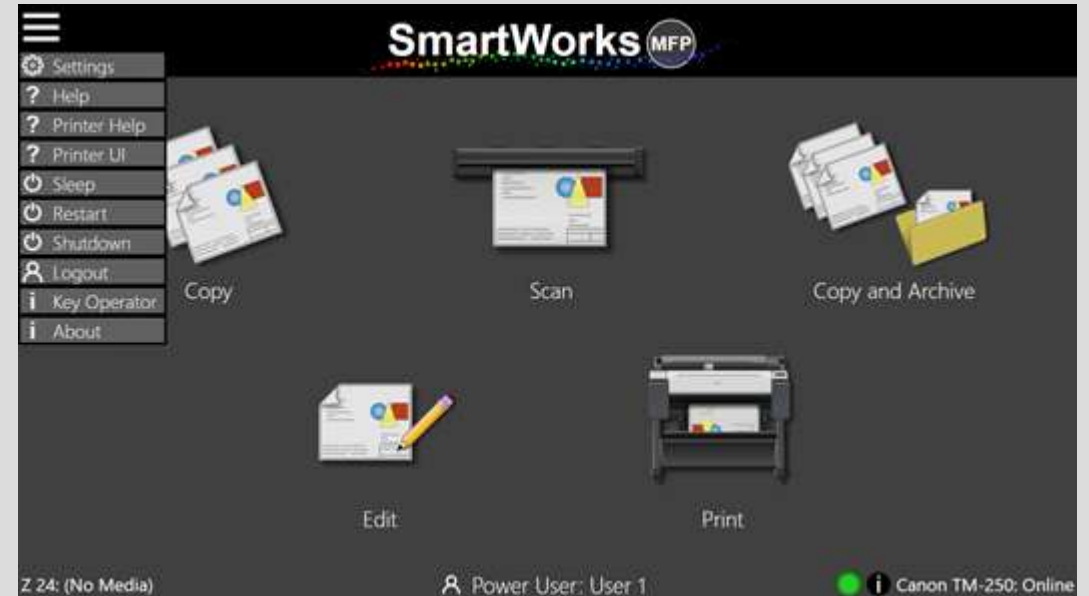 SmartWorks MFP
Settings
? Help
? Printer Help
? Printer UI
Sleep
Restart
Shutdown
Logout
i Key Operator
i About
Copy
Scan
Copy and Archive
Edit
Print
Z 24: (No Media)
Power User: User 1
i Canon TM-250: Online